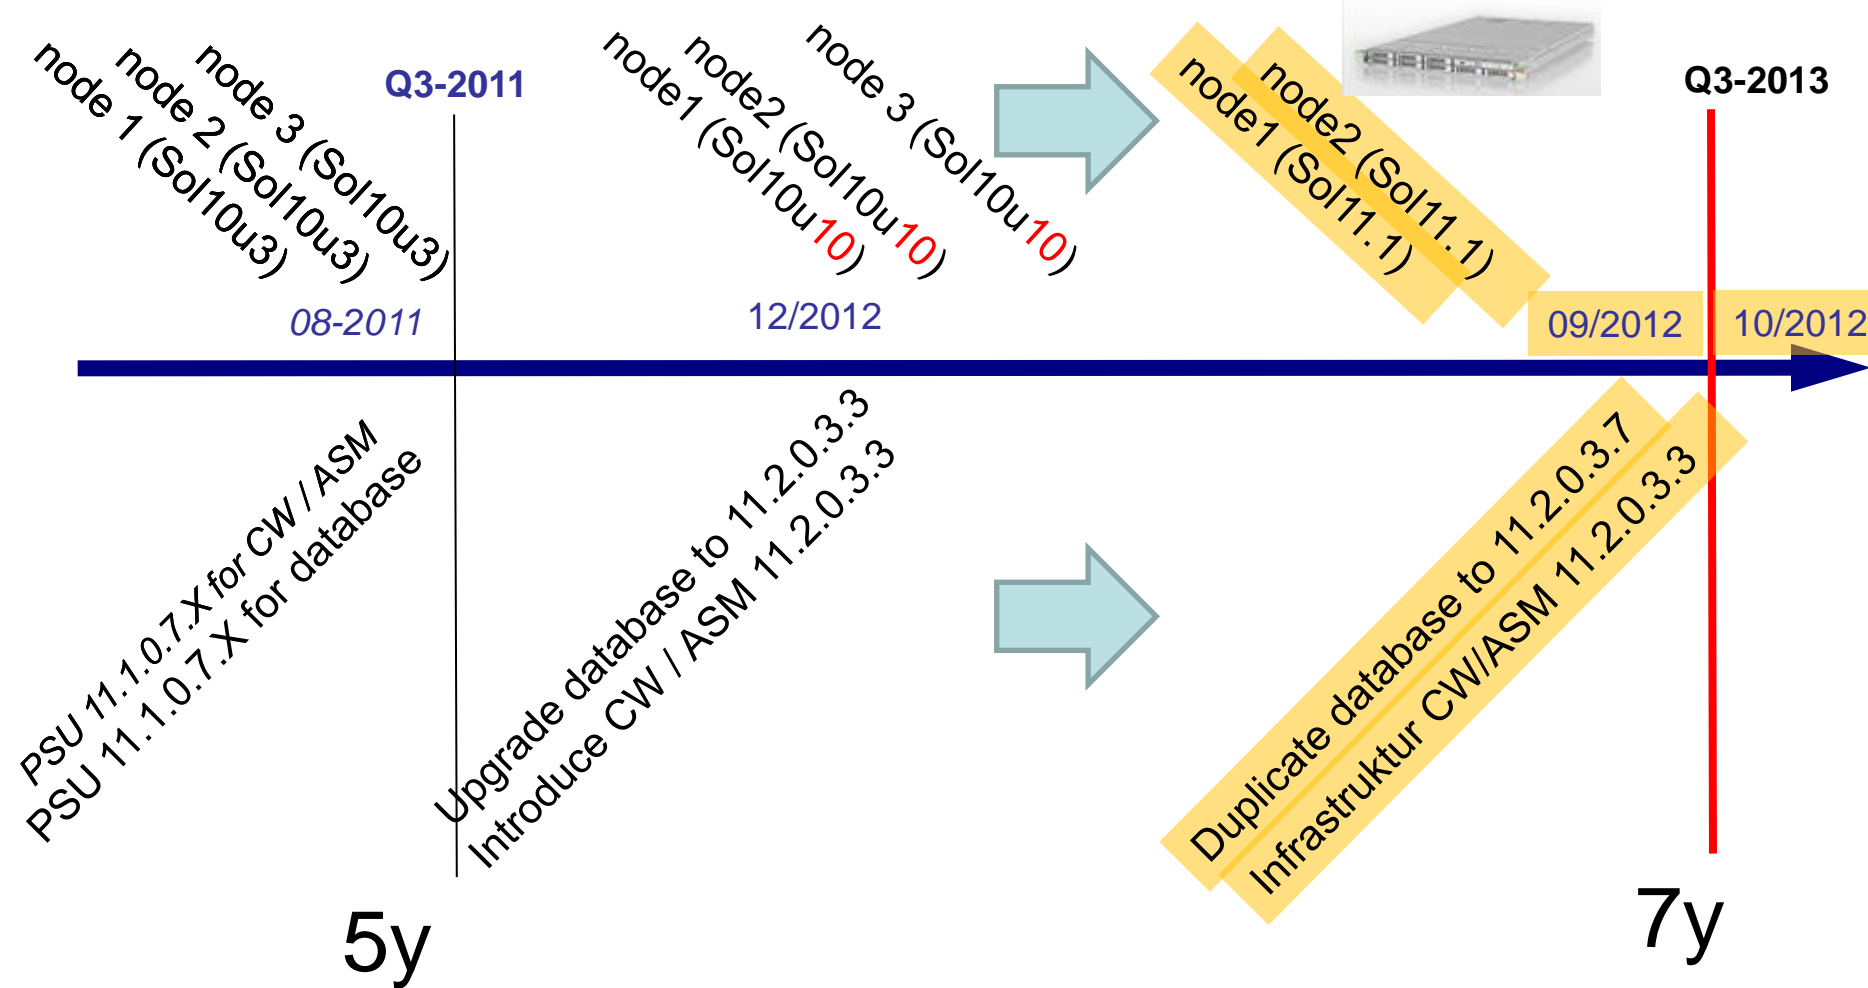 node 1 (Sol10u3)
node 2 (Sol10u3)
node 3 (Sol10u3)
Q3-2011
node1 (Sol10u10)
node2 (Sol10u10)
node 3 (Sol10u10)
node1 (Sol11.1)
node2 (Sol11.1)
Q3-2013
08-2011
12/2012
09/2012
10/2012
PSU 11.1.0.7.X for CW / ASM
PSU 11.1.0.7.X for database
Upgrade database to 11.2.0.3.3
Introduce CW / ASM 11.2.0.3.3
Duplicate database to 11.2.0.3.7
Infrastruktur CW/ASM 11.2.0.3.3
5y
7y